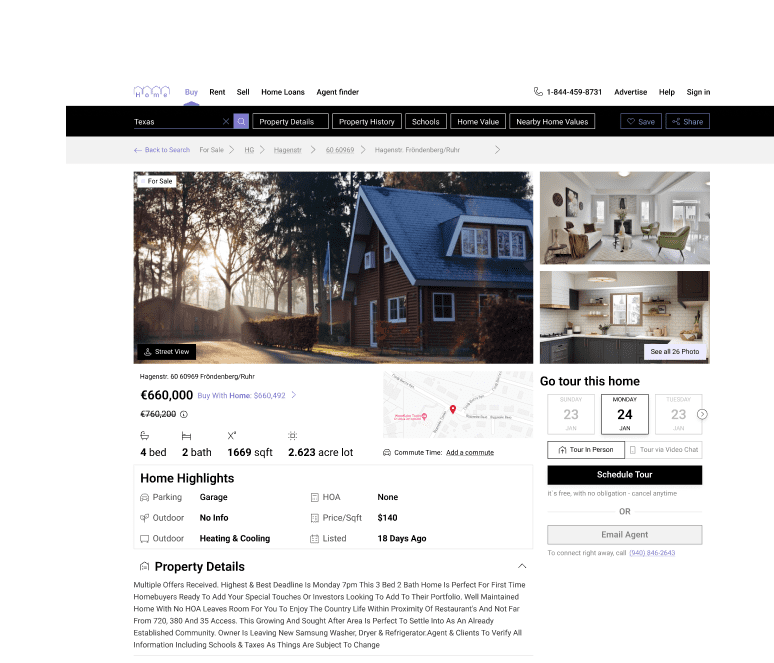 Home
Buy Rent Sell Home Loans Agent finder
1-844-459-8731 Advertise Help Sign in
Texas
Property Details Property History Schools Home Value Nearby Home Values
Save Share
Back to Search For Sale HG Hagenstr 60 60969 Hagenstr. Fröndenberg/Ruhr
For Sale
Street View
See all 26 Photo
Hagenstr. 60 60969 Fröndenberg/Ruhr
€660,000 Buy With Home: $660,492
€760,200
4 bed 2 bath 1669 sqft 2.623 acre lot
Commute Time: Add a commute
Go tour this home
SUNDAY MONDAY TUESDAY
23 24 23
JAN JAN JAN
Tour In Person Tour via Video Chat
Schedule Tour
it´s free, with no obligation - cancel anytime
OR
Email Agent
To connect right away, call (940) 846-2643
Home Highlights
Parking Garage HOA None
Outdoor No Info Price/Sqft $140
Outdoor Heating & Cooling Listed 18 Days Ago
Property Details
Multiple Offers Received. Highest & Best Deadline Is Monday 7pm This 3 Bed 2 Bath Home Is Perfect For First Time
Homebuyers Ready To Add Your Special Touches Or Investors Looking To Add To Their Portfolio. Well Maintained
Home With No HOA Leaves Room For You To Enjoy The Country Life Within Proximity Of Restaurant's And Not Far
From 720, 380 And 35 Access. This Growing And Sought After Area Is Perfect To Settle Into As An Already
Established Community. Owner Is Leaving New Samsung Washer, Dryer & Refrigerator.Agent & Clients To Verify All
Information Including Schools & Taxes As Things Are Subject To Change